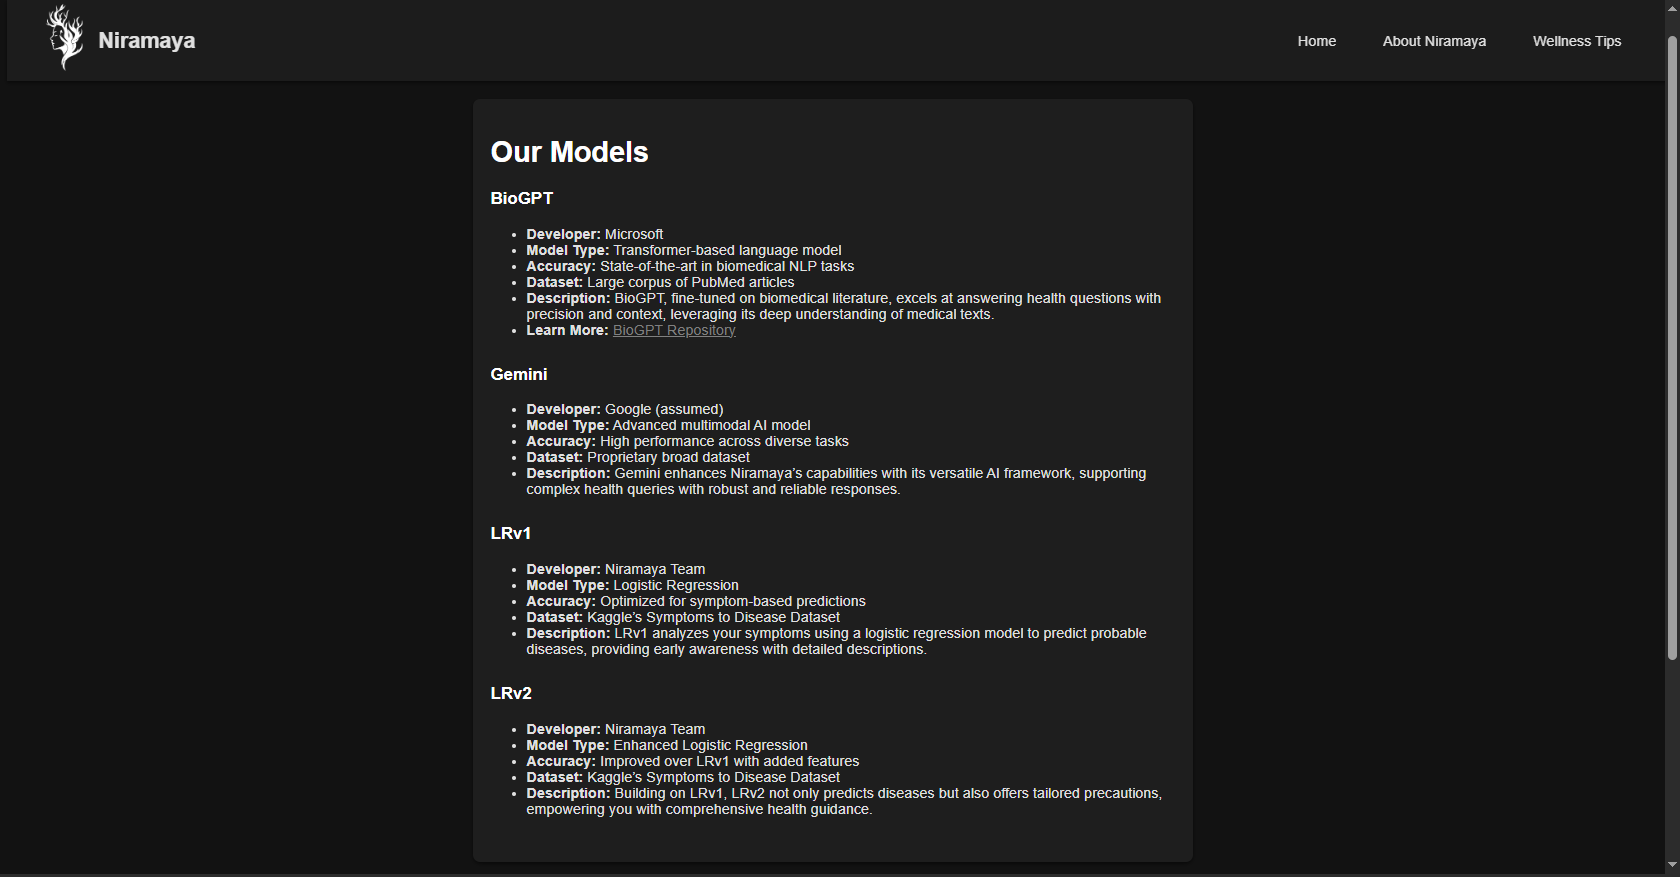 Niramaya
Home
About Niramaya
Wellness Tips
Our Models
BioGPT
• Developer: Microsoft
• Model Type: Transformer-based language model
• Accuracy: State-of-the-art in biomedical NLP tasks
• Dataset: Large corpus of PubMed articles
• Description: BioGPT, fine-tuned on biomedical literature, excels at answering health questions with
precision and context, leveraging its deep understanding of medical texts.
• Learn More: BioGPT Repository
Gemini
• Developer: Google (assumed)
• Model Type: Advanced multimodal AI model
• Accuracy: High performance across diverse tasks
• Dataset: Proprietary broad dataset
• Description: Gemini enhances Niramaya’s capabilities with its versatile AI framework, supporting
complex health queries with robust and reliable responses.
LRv1
• Developer: Niramaya Team
• Model Type: Logistic Regression
• Accuracy: Optimized for symptom-based predictions
• Dataset: Kaggle’s Symptoms to Disease Dataset
• Description: LRv1 analyzes your symptoms using a logistic regression model to predict probable
diseases, providing early awareness with detailed descriptions.
LRv2
• Developer: Niramaya Team
• Model Type: Enhanced Logistic Regression
• Accuracy: Improved over LRv1 with added features
• Dataset: Kaggle’s Symptoms to Disease Dataset
• Description: Building on LRv1, LRv2 not only predicts diseases but also offers tailored precautions,
empowering you with comprehensive health guidance.